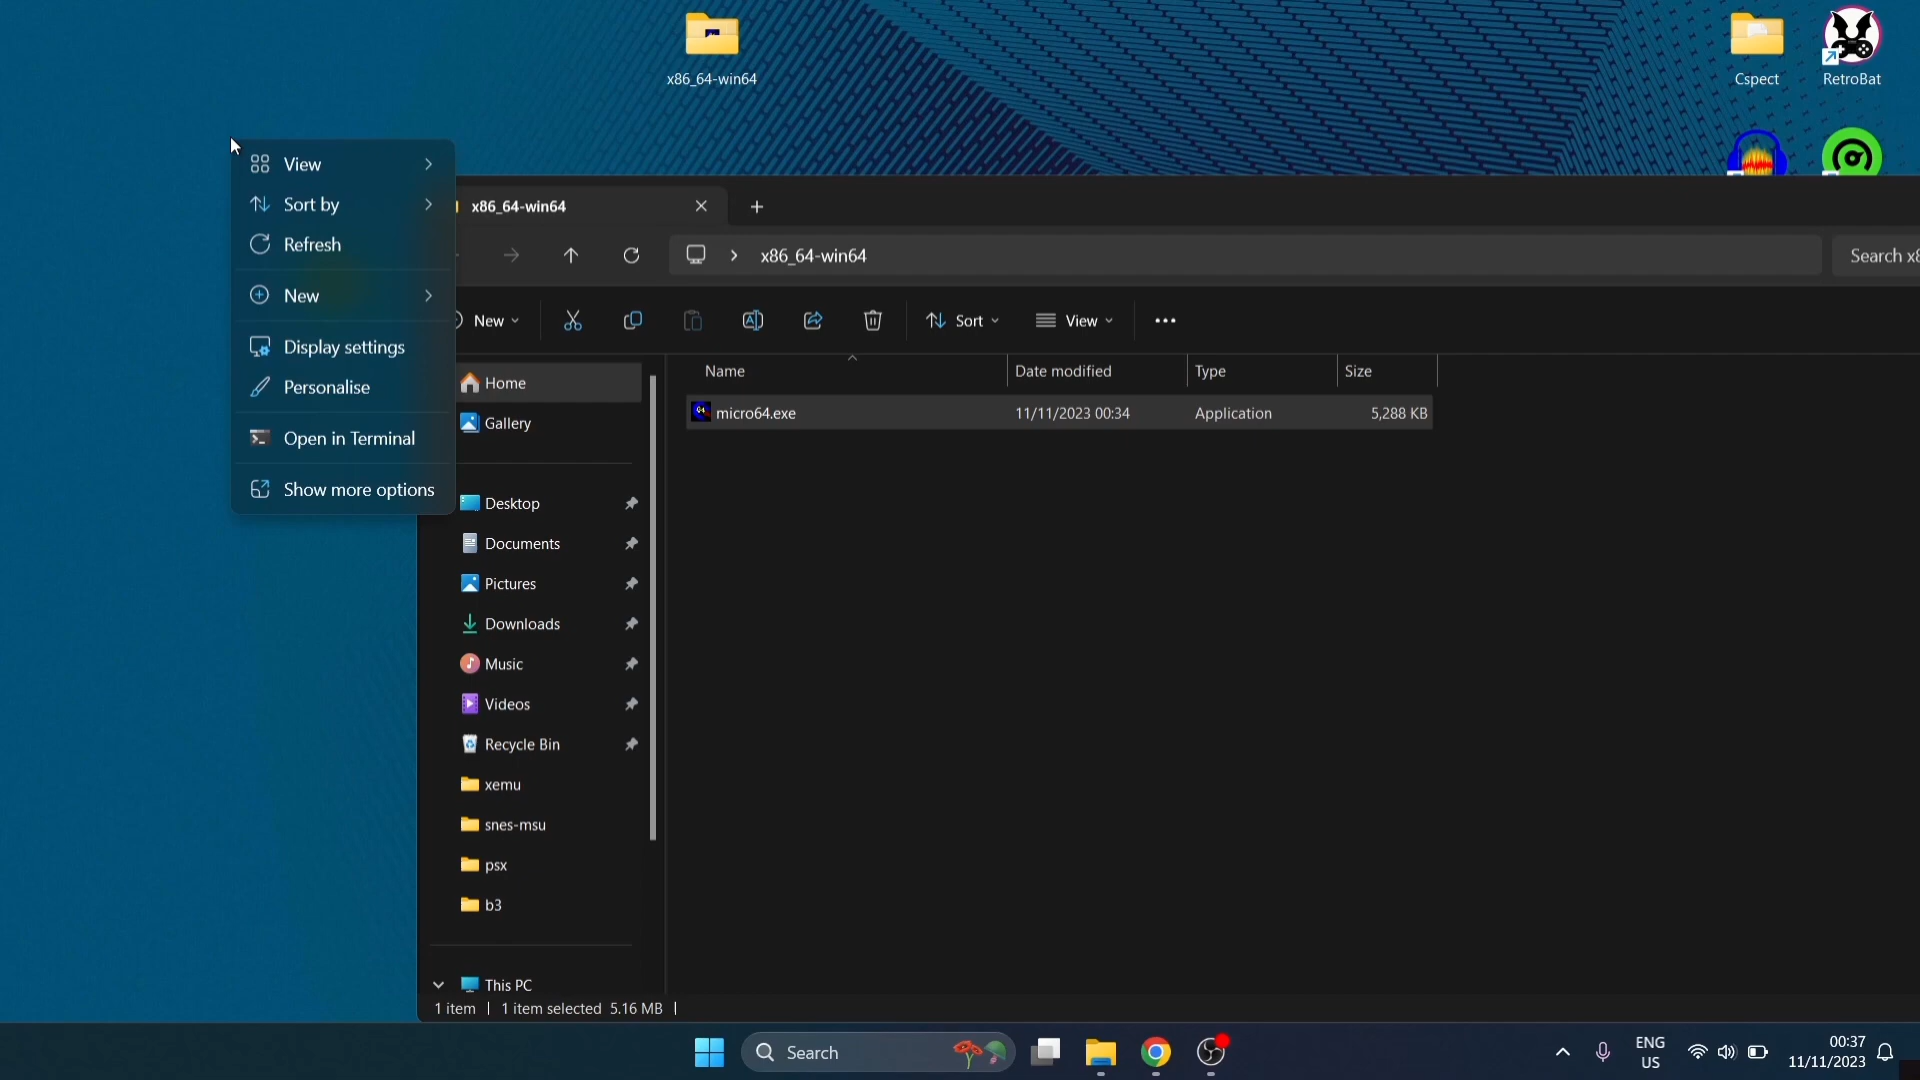 x86_64-win64
Cspect
RetroBat
View
Sort by
Refresh
New
Display settings
Personalise
Open in Terminal
Show more options
x86_64-win64
x86_64-win64
Search x8
New
Sort
View
Home
Gallery
Desktop
Documents
Pictures
Downloads
Music
Videos
Recycle Bin
xemu
snes-msu
psx
b3
This PC
Name
Date modified
Type
Size
micro64.exe
11/11/2023 00:34
Application
5,288 KB
1 item
1 item selected 5.16 MB
Search
ENG
US
00:37
11/11/2023